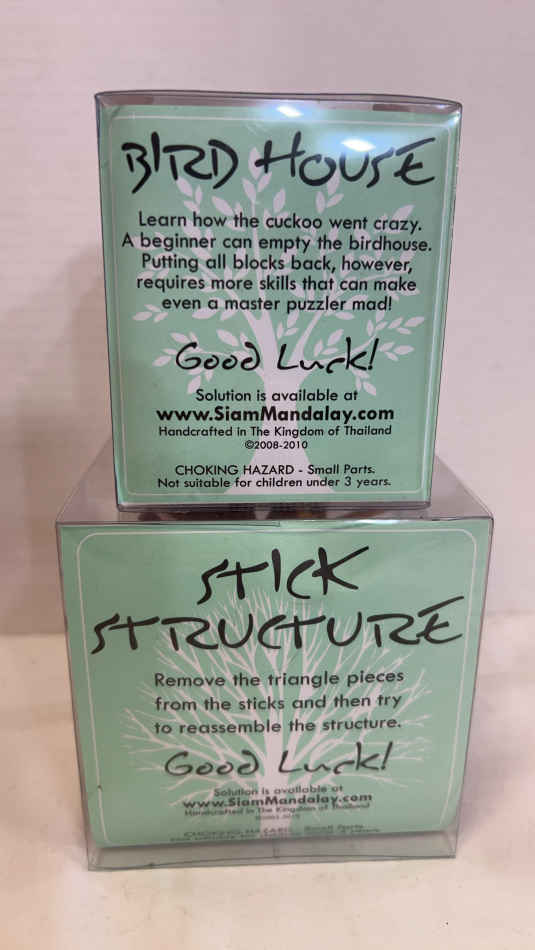 BIRD HOUSE
Learn how the cuckoo went crazy.
A beginner can empty the birdhouse.
Putting all blocks back, however,
requires more skills that can make
even a master puzzler mad!
Good Luck!
Solution is available at
www.SiamMandalay.com
Handcrafted in The Kingdom of Thailand
©2008-2010
CHOKING HAZARD - Small Parts.
Not suitable for children under 3 years.
STICK
STRUCTURE
Remove the triangle pieces
from the sticks and then try
to reassemble the structure.
Good Luck!
Solution is available at
www.SiamMandalay.com
Handcrafted in The Kingdom of Thailand
CHOKING HAZARD - Small Parts.